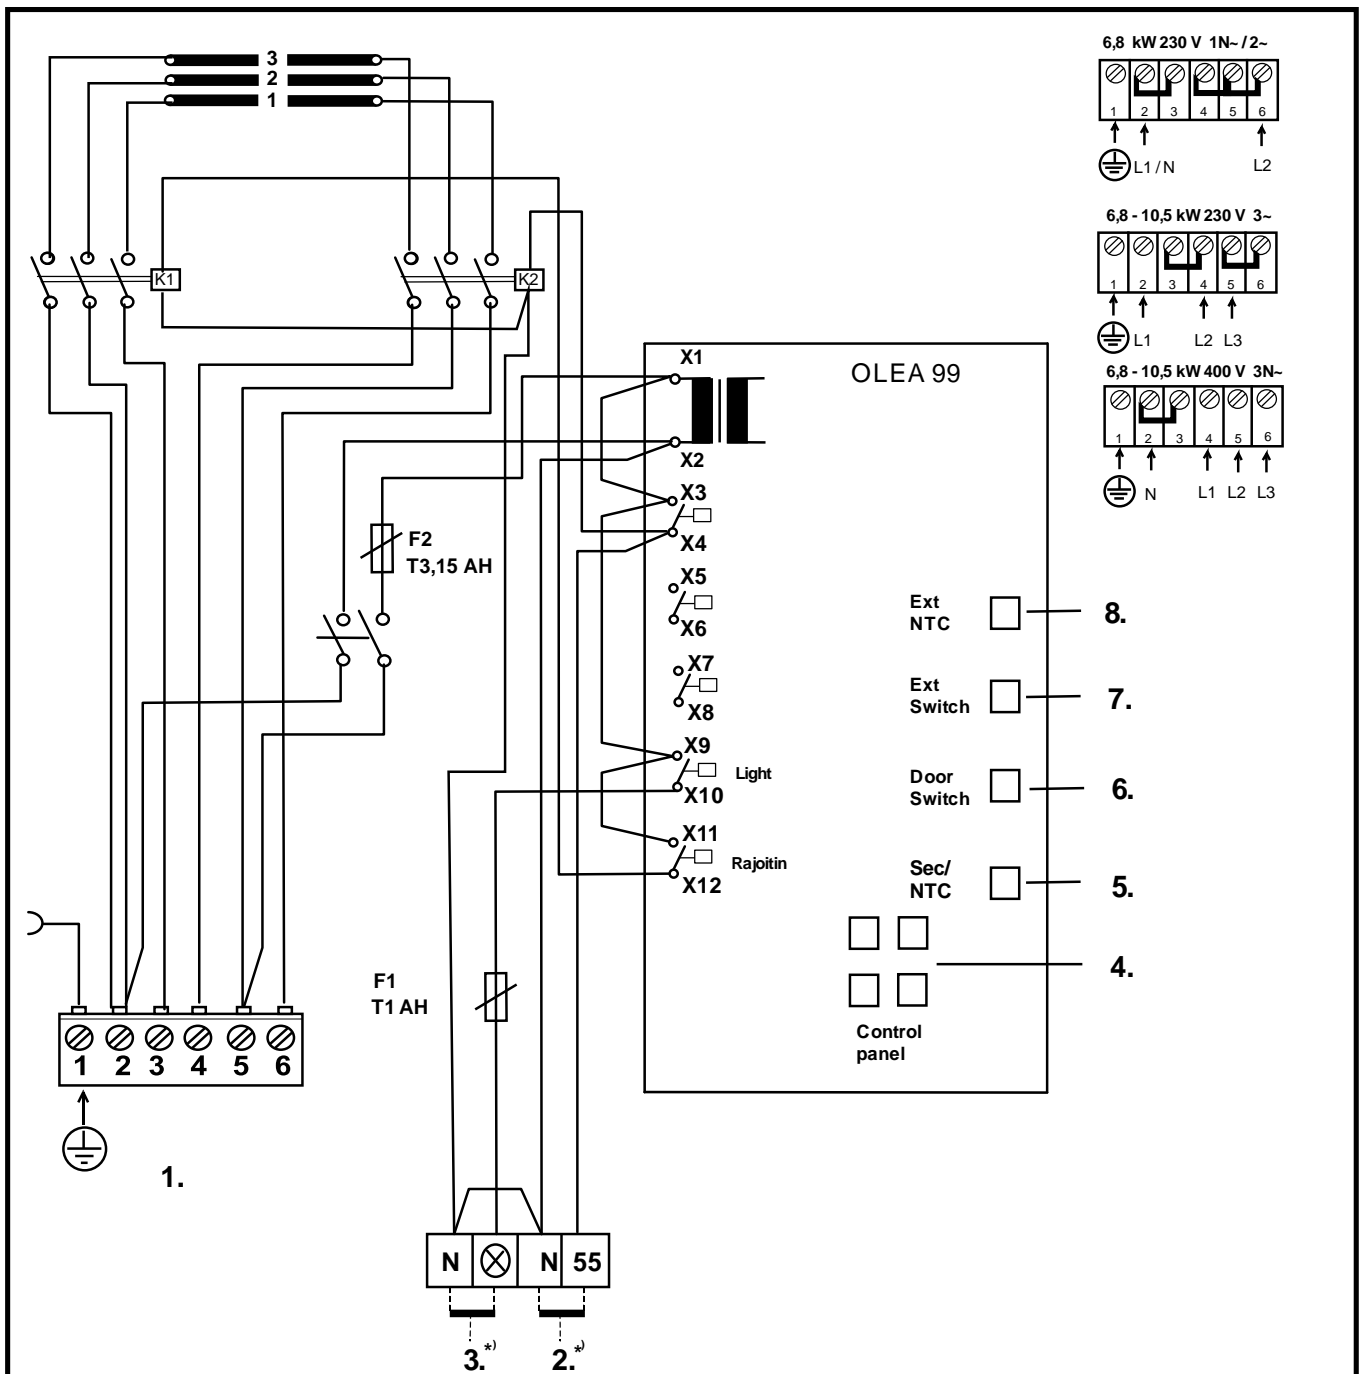 3
2
1
K1
K2
6,8 kW 230 V 1N~ / 2~
1 2 3 4 5 6
L1 / N L2
6,8 - 10,5 kW 230 V 3~
1 2 3 4 5 6
L1 L2 L3
6,8 - 10,5 kW 400 V 3N~
1 2 3 4 5 6
N L1 L2 L3
OLEA 99
X1
X2
X3
X4
X5
X6
X7
X8
X9
Light
X10
X11
Rajoitin
X12
F2
T3,15 AH
Ext
NTC
8.
Ext
Switch
7.
Door
Switch
6.
Sec/
NTC
5.
4.
Control
panel
F1
T1 AH
1 2 3 4 5 6
1.
N N 55
3.*)
2.*)